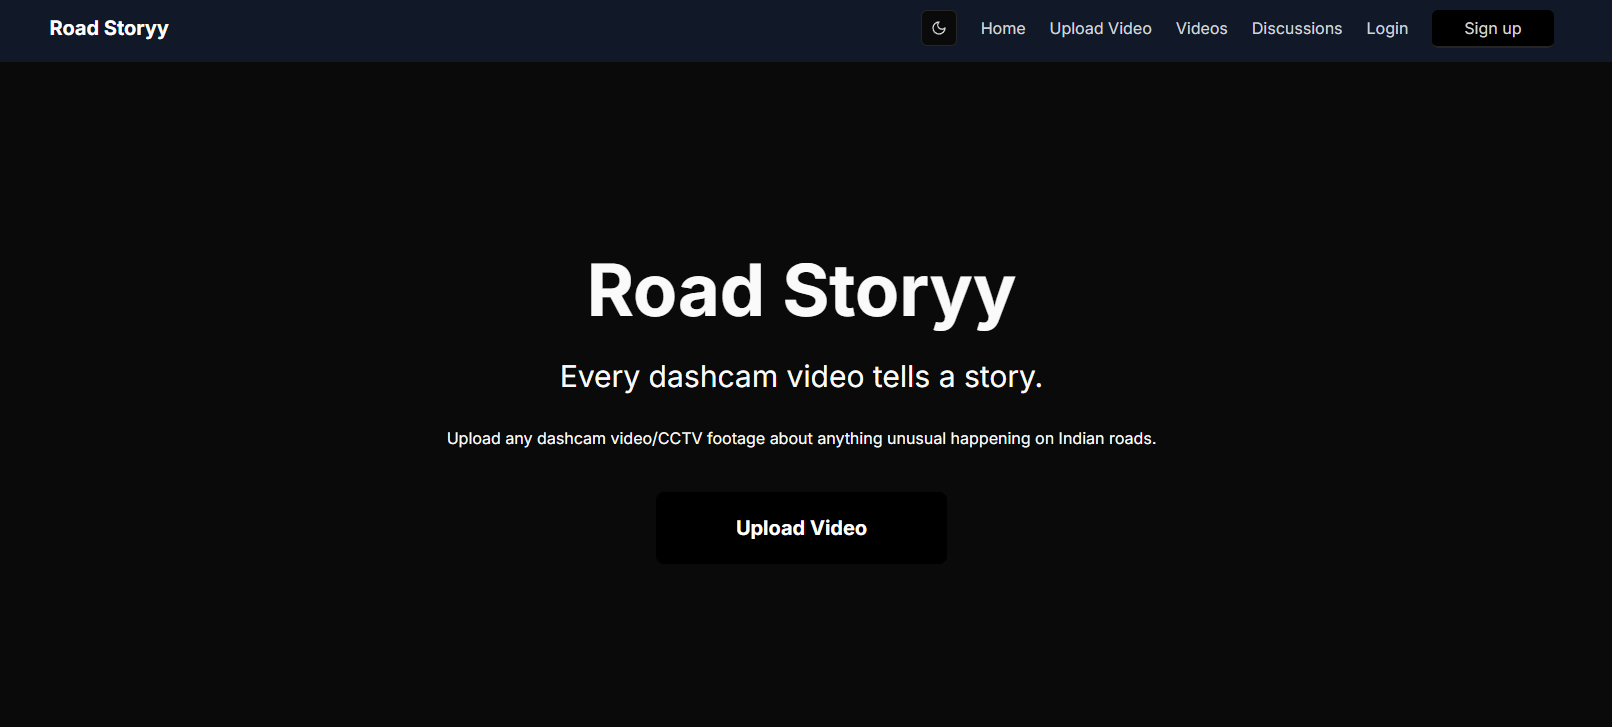 Road Storyy
Home Upload Video Videos Discussions Login Sign up
Road Storyy
Every dashcam video tells a story.
Upload any dashcam video/CCTV footage about anything unusual happening on Indian roads.
Upload Video